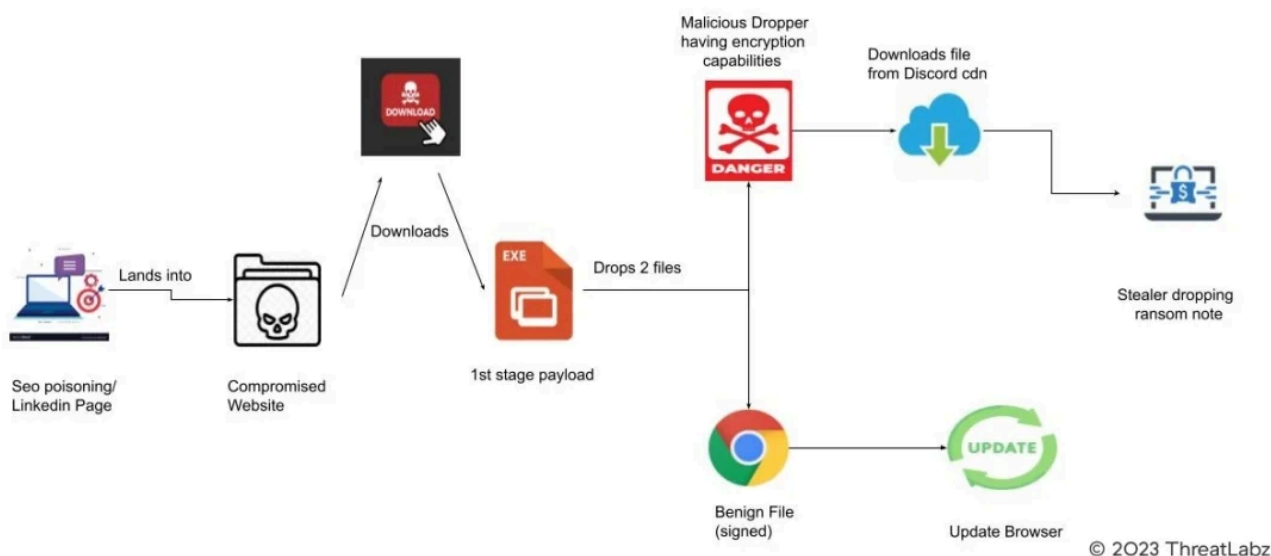 Malicious Dropper
having encryption
capabilities
Downloads file
from Discord cdn
DOWNLOAD
DANGER
Lands into
Downloads
EXE
Drops 2 files
Stealer dropping
ransom note
Seo poisoning/
Linkedin Page
Compromised
Website
1st stage payload
UPDATE
Benign File
(signed)
Update Browser
© 2023 ThreatLabz